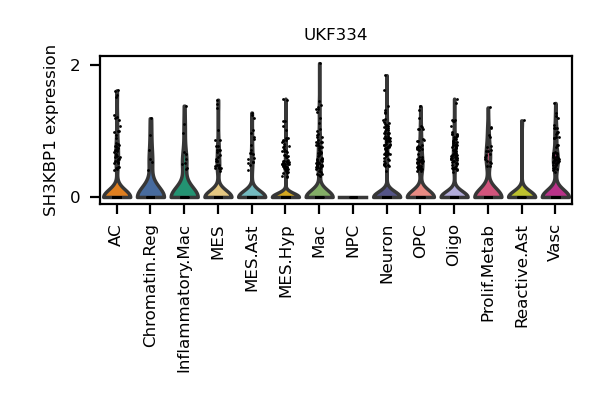 UKF334
SH3KBP1 expression
2
0
AC
Chromatin.Reg
Inflammatory.Mac
MES
MES.Ast
MES.Hyp
Mac
NPC
Neuron
OPC
Oligo
Prolif.Metab
Reactive.Ast
Vasc